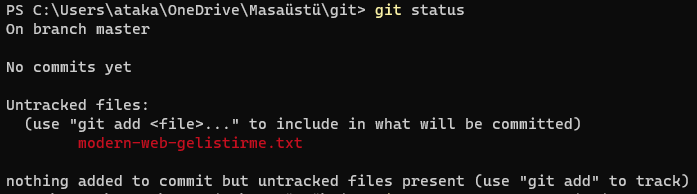 PS C:\Users\ataka\OneDrive\Masaüstü\git> git status
On branch master
No commits yet
Untracked files:
(use "git add <file>..." to include in what will be committed)
modern-web-gelistirme.txt
nothing added to commit but untracked files present (use "git add" to track)